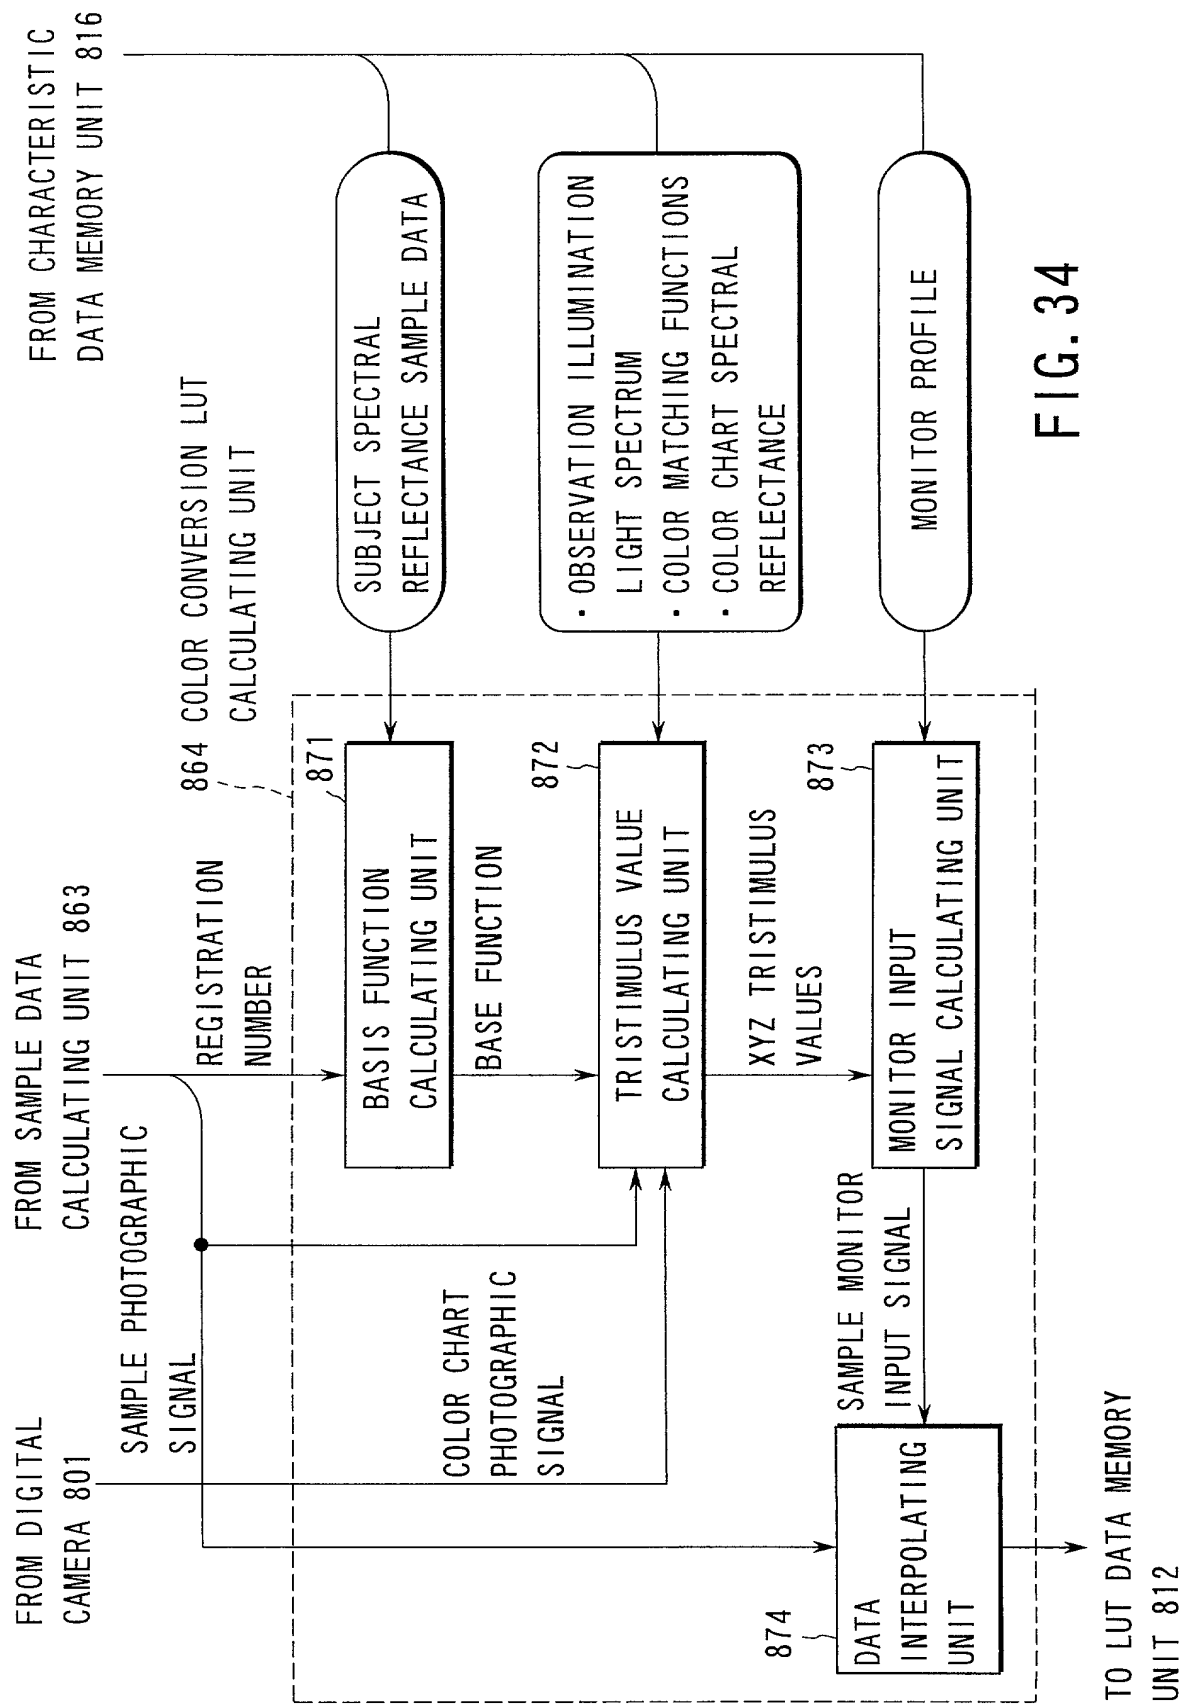 FROM DIGITAL
CAMERA 801
FROM SAMPLE DATA
CALCULATING UNIT 863
FROM CHARACTERISTIC
DATA MEMORY UNIT 816
SAMPLE PHOTOGRAPHIC
SIGNAL
REGISTRATION
NUMBER
864 COLOR CONVERSION LUT
CALCULATING UNIT
871
BASIS FUNCTION
CALCULATING UNIT
SUBJECT SPECTRAL
REFLECTANCE SAMPLE DATA
BASE FUNCTION
COLOR CHART
PHOTOGRAPHIC
SIGNAL
872
TRISTIMULUS VALUE
CALCULATING UNIT
· OBSERVATION ILLUMINATION
LIGHT SPECTRUM
· COLOR MATCHING FUNCTIONS
· COLOR CHART SPECTRAL
REFLECTANCE
XYZ TRISTIMULUS
VALUES
873
MONITOR INPUT
SIGNAL CALCULATING UNIT
MONITOR PROFILE
SAMPLE MONITOR
INPUT SIGNAL
874
DATA
INTERPOLATING
UNIT
TO LUT DATA MEMORY
UNIT 812
FIG. 34